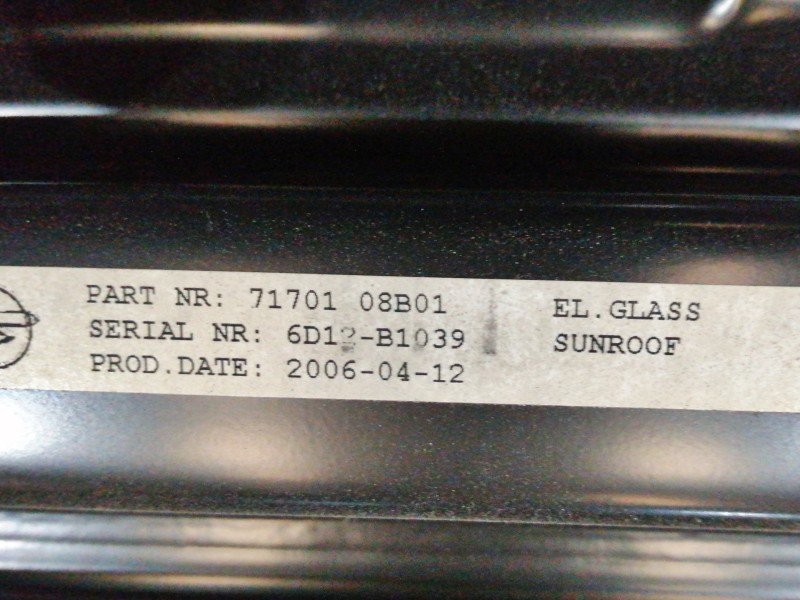 PART NR: 71701 08B01
SERIAL NR: 6D12-B1039
PROD.DATE: 2006-04-12
EL.GLASS
SUNROOF